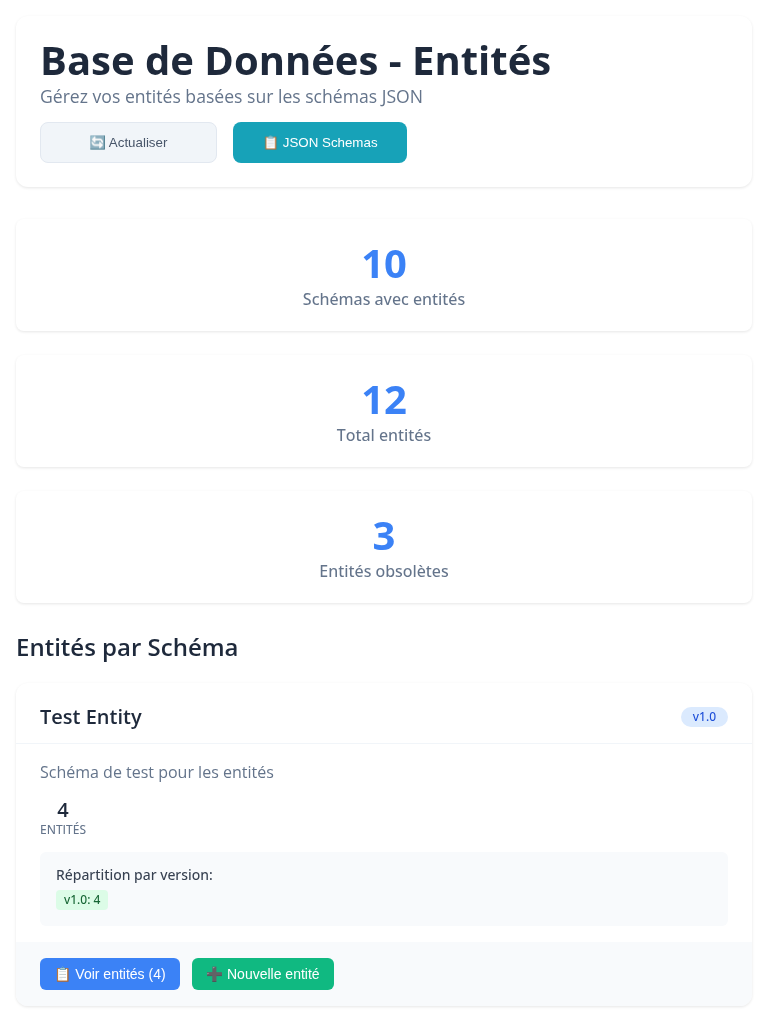 Base de Données - Entités
Gérez vos entités basées sur les schémas JSON
🔄 Actualiser
📋 JSON Schemas
10
Schémas avec entités
12
Total entités
3
Entités obsolètes
Entités par Schéma
Test Entity
v1.0
Schéma de test pour les entités
4
ENTITÉS
Répartition par version:
v1.0: 4
📋 Voir entités (4)
➕ Nouvelle entité